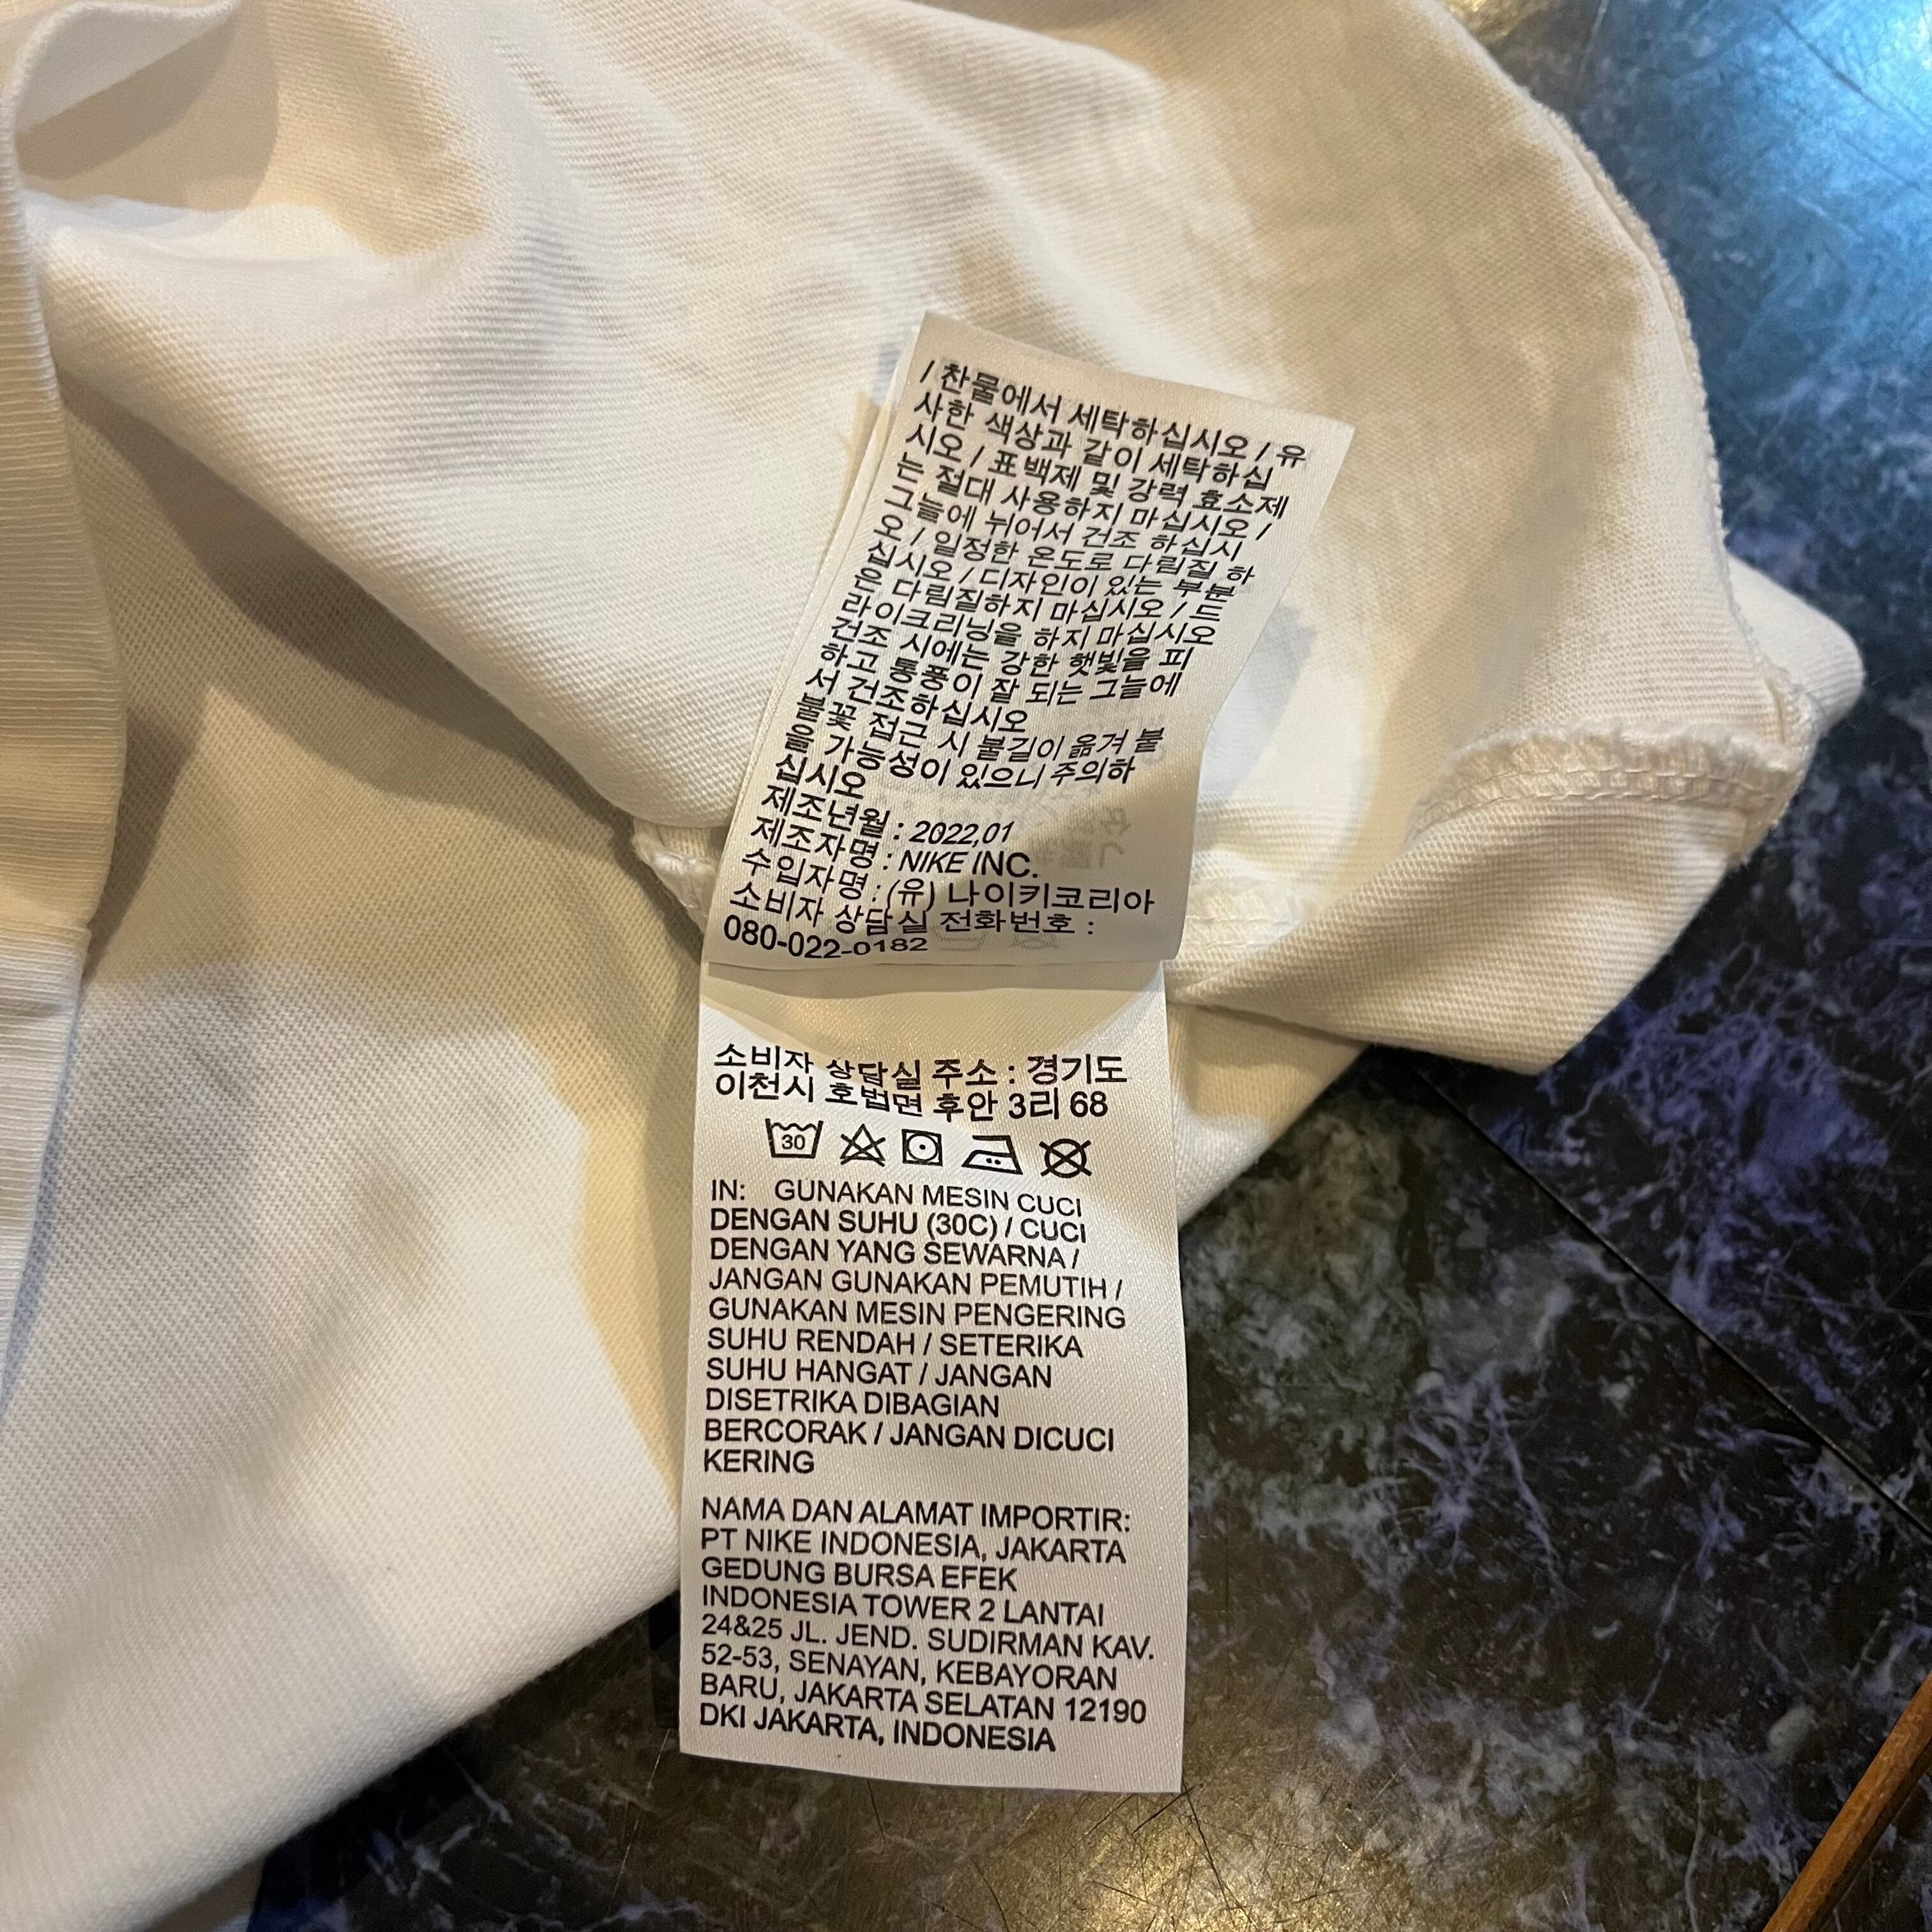 / 찬물에서 세탁하십시오 / 유
사한 색상과 같이 세탁하십
시오 / 표백제 및 강력 효소제
는 절대 사용하지 마십시오 /
그늘에 뉘어서 건조 하십시
오 / 일정한 온도로 다림질 하
십시오 / 디자인이 있는 부분
은 다림질하지 마십시오 / 드
라이크리닝을 하지 마십시오
건조 시에는 강한 햇빛을 피
하고 통풍이 잘 되는 그늘에
서 건조하십시오
불꽃 접근 시 불길이 옮겨 붙
을 가능성이 있으니 주의하
십시오
제조년월 : 2022,01
제조자명 : NIKE INC.
수입자명 : (유) 나이키코리아
소비자 상담실 전화번호 :
080-022-0182
소비자 상담실 주소 : 경기도
이천시 호법면 후안 3리 68
30
IN: GUNAKAN MESIN CUCI
DENGAN SUHU (30C) / CUCI
DENGAN YANG SEWARNA /
JANGAN GUNAKAN PEMUTIH /
GUNAKAN MESIN PENGERING
SUHU RENDAH / SETERIKA
SUHU HANGAT / JANGAN
DISETRIKA DIBAGIAN
BERCORAK / JANGAN DICUCI
KERING
NAMA DAN ALAMAT IMPORTIR:
PT NIKE INDONESIA, JAKARTA
GEDUNG BURSA EFEK
INDONESIA TOWER 2 LANTAI
24&25 JL. JEND. SUDIRMAN KAV.
52-53, SENAYAN, KEBAYORAN
BARU, JAKARTA SELATAN 12190
DKI JAKARTA, INDONESIA